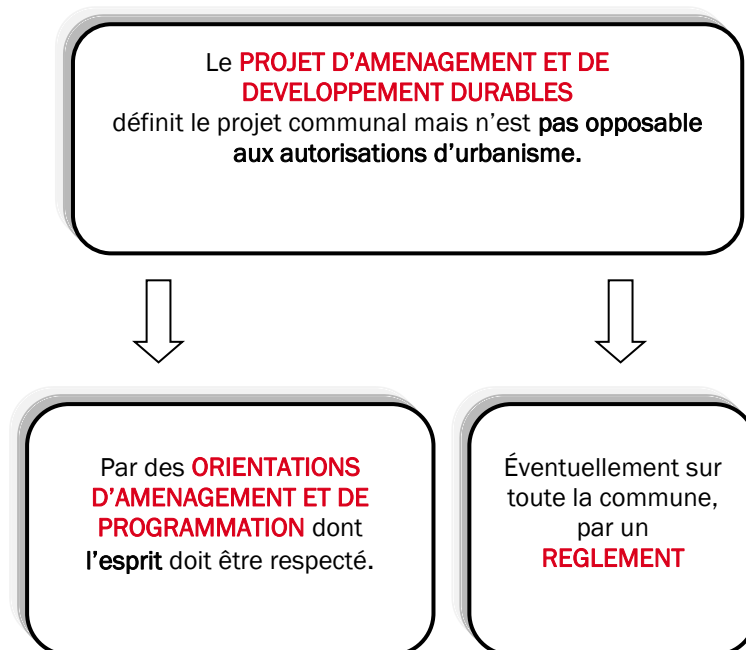 Le PROJET D’AMENAGEMENT ET DE
DEVELOPPEMENT DURABLES
définit le projet communal mais n’est pas opposable
aux autorisations d’urbanisme.
Par des ORIENTATIONS
D’AMENAGEMENT ET DE
PROGRAMMATION dont
l’esprit doit être respecté.
Éventuellement sur
toute la commune,
par un
REGLEMENT